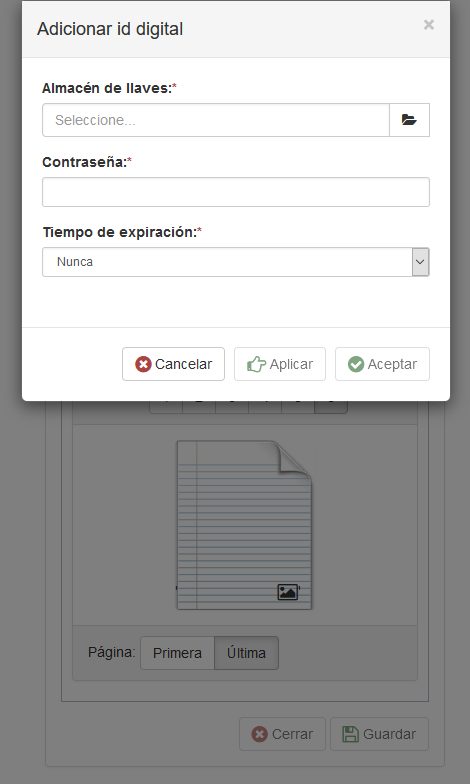 Adicionar id digital ×
Almacén de llaves:*
Seleccione...
Contraseña:*
Tiempo de expiración:*
Nunca
Cancelar Aplicar Aceptar
Página: Primera Última
Cerrar Guardar